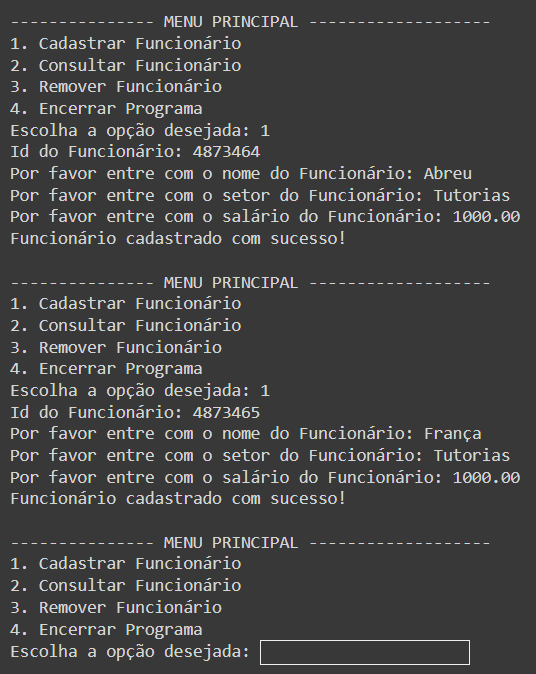 --------------- MENU PRINCIPAL -------------------
1. Cadastrar Funcionário
2. Consultar Funcionário
3. Remover Funcionário
4. Encerrar Programa
Escolha a opção desejada: 1
Id do Funcionário: 4873464
Por favor entre com o nome do Funcionário: Abreu
Por favor entre com o setor do Funcionário: Tutorias
Por favor entre com o salário do Funcionário: 1000.00
Funcionário cadastrado com sucesso!

--------------- MENU PRINCIPAL -------------------
1. Cadastrar Funcionário
2. Consultar Funcionário
3. Remover Funcionário
4. Encerrar Programa
Escolha a opção desejada: 1
Id do Funcionário: 4873465
Por favor entre com o nome do Funcionário: França
Por favor entre com o setor do Funcionário: Tutorias
Por favor entre com o salário do Funcionário: 1000.00
Funcionário cadastrado com sucesso!

--------------- MENU PRINCIPAL -------------------
1. Cadastrar Funcionário
2. Consultar Funcionário
3. Remover Funcionário
4. Encerrar Programa
Escolha a opção desejada: